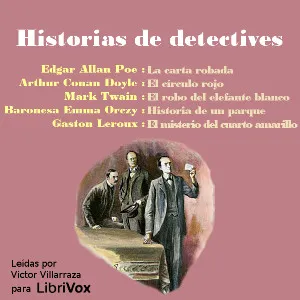 Historias de detectives
Edgar Allan Poe : La carta robada
Arthur Conan Doyle : El círculo rojo
Mark Twain : El robo del elefante blanco
Baronesa Emma Orczy : Historia de un parque
Gaston Leroux : El misterio del cuarto amarillo
Leidas por
Victor Villarraza
para LibriVox